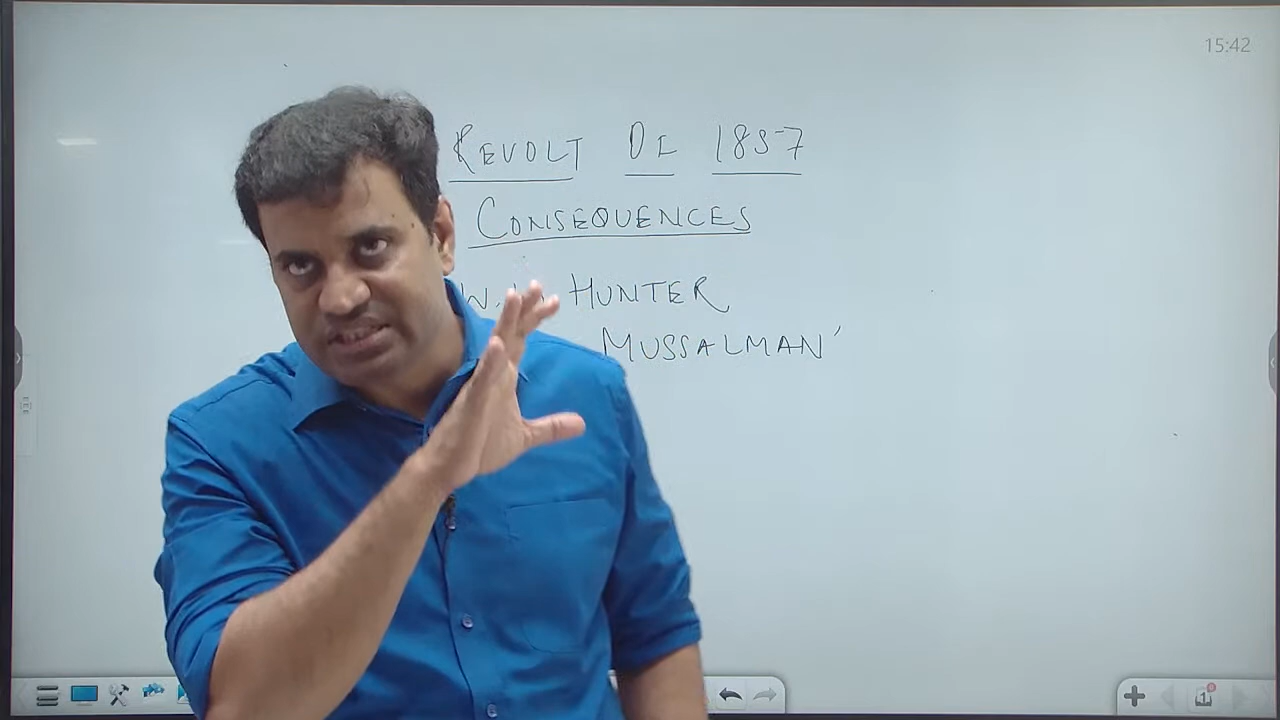 15:42
REVOLT OF 1857
CONSEQUENCES
W. W. HUNTER
MUSSALMAN'